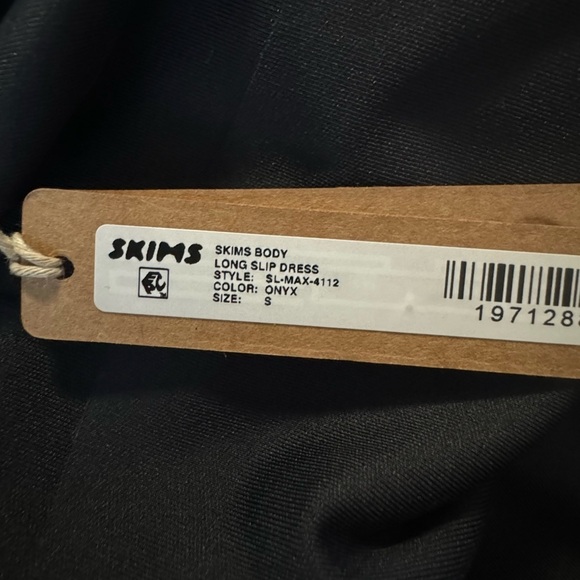 SKIMS
SKIMS BODY
LONG SLIP DRESS
STYLE: SL-MAX-4112
COLOR: ONYX
SIZE: S
197128